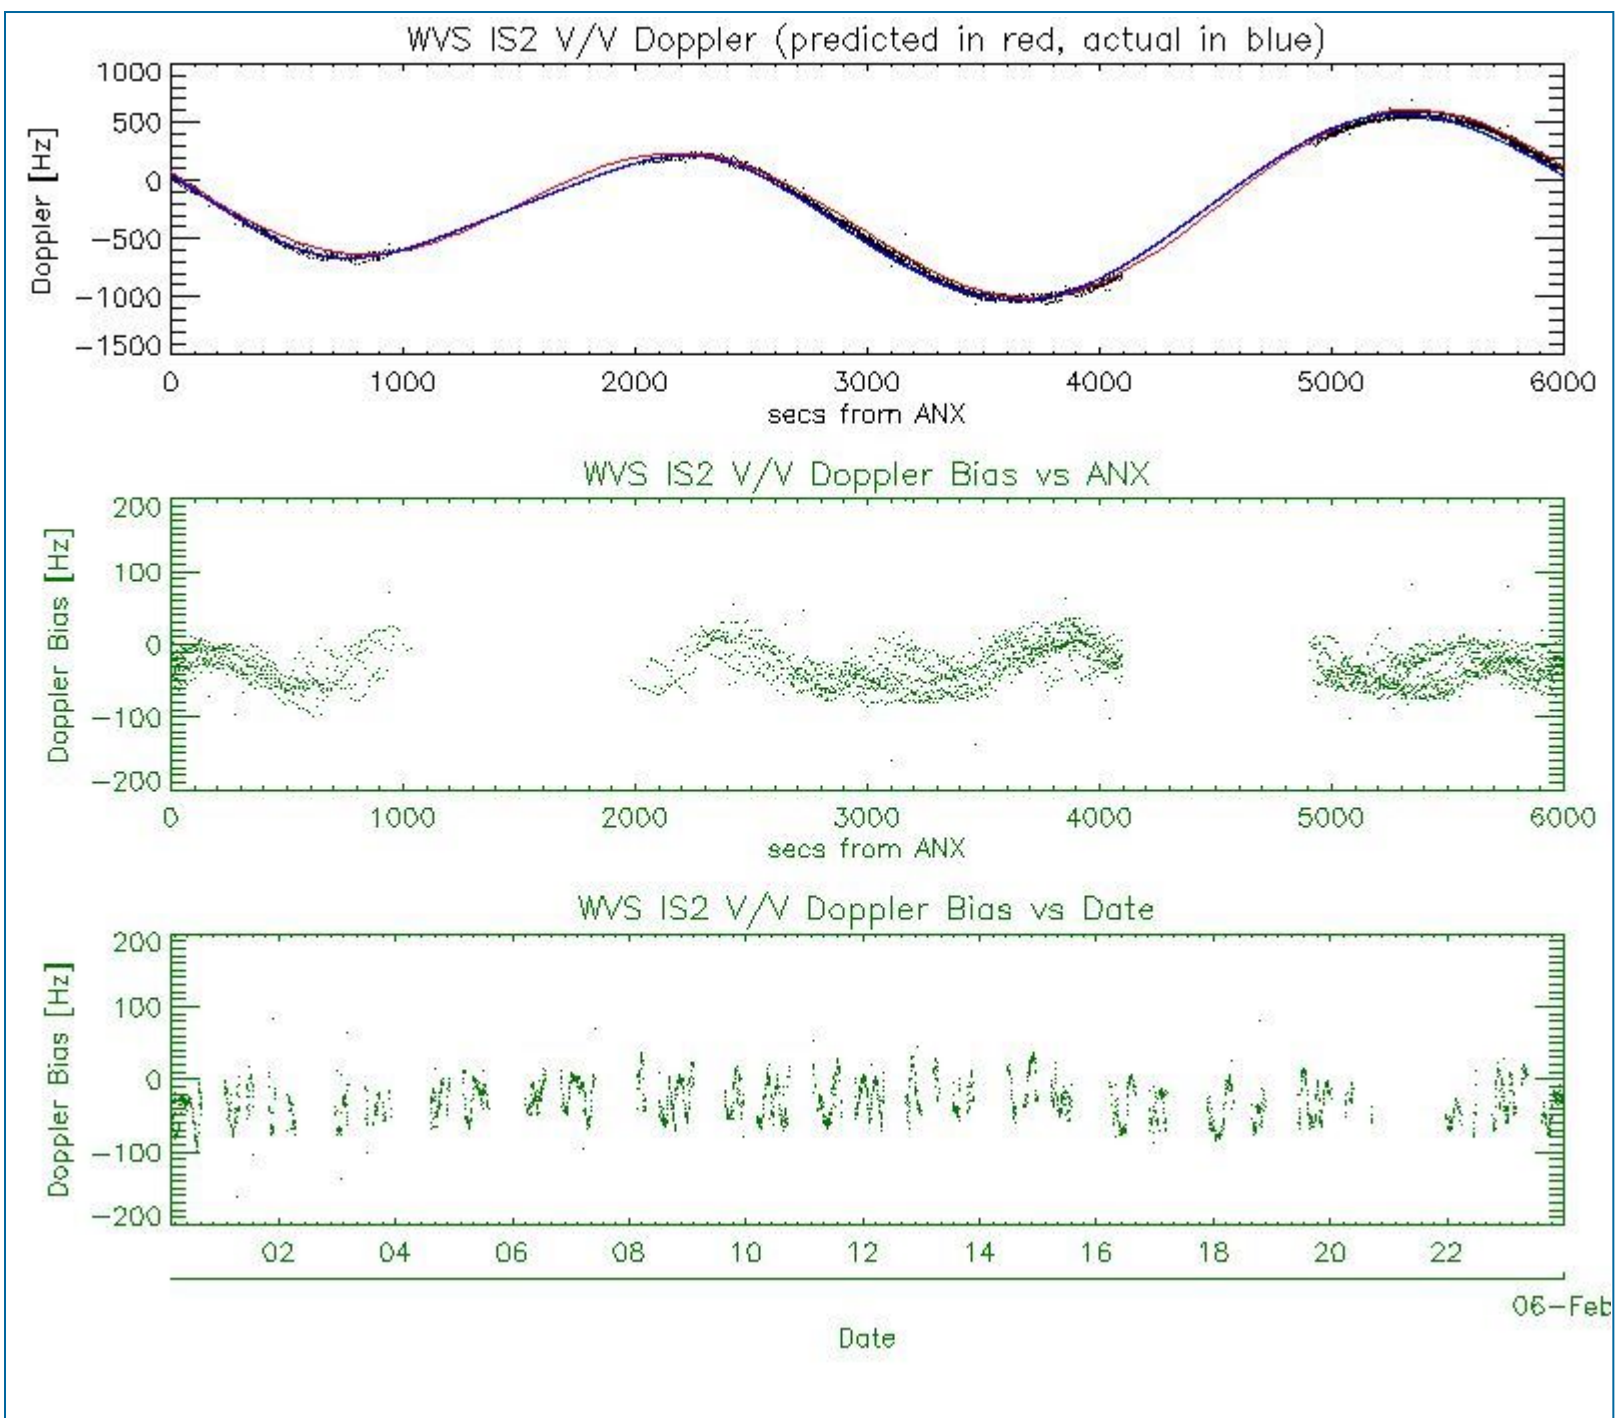 WVS IS2 V/V Doppler (predicted in red, actual in blue)
Doppler [Hz]
1000
500
0
−500
−1000
−1500
0 1000 2000 3000 4000 5000 6000
secs from ANX
WVS IS2 V/V Doppler Bias vs ANX
Doppler Bias [Hz]
200
100
0
−100
−200
0 1000 2000 3000 4000 5000 6000
secs from ANX
WVS IS2 V/V Doppler Bias vs Date
Doppler Bias [Hz]
200
100
0
−100
−200
02 04 06 08 10 12 14 16 18 20 22
06−Feb
Date